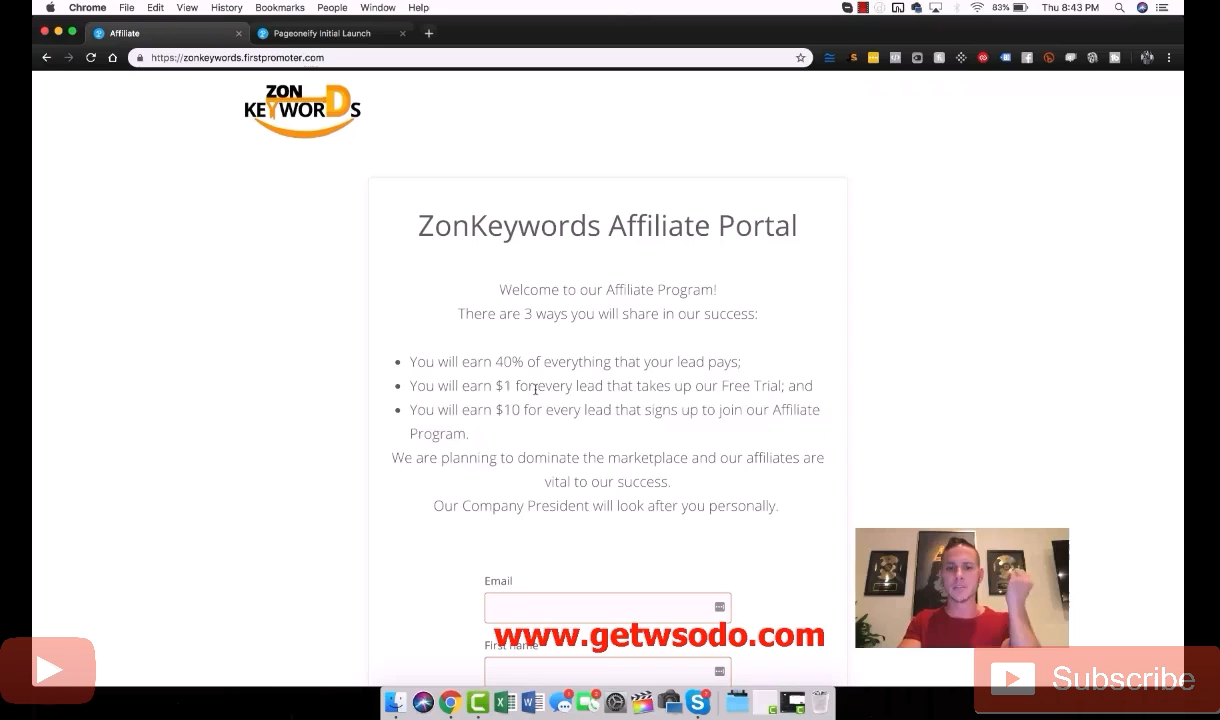 Chrome File Edit View History Bookmarks People Window Help 83% Thu 8:43 PM
Affiliate Pageoneify Initial Launch
https://zonkeywords.firstpromoter.com
ZON
KEYWORDS
ZonKeywords Affiliate Portal
Welcome to our Affiliate Program!
There are 3 ways you will share in our success:
• You will earn 40% of everything that your lead pays;
• You will earn $1 for every lead that takes up our Free Trial; and
• You will earn $10 for every lead that signs up to join our Affiliate
Program.
We are planning to dominate the marketplace and our affiliates are
vital to our success.
Our Company President will look after you personally.
Email
www.getwsodo.com
First name
Subscribe